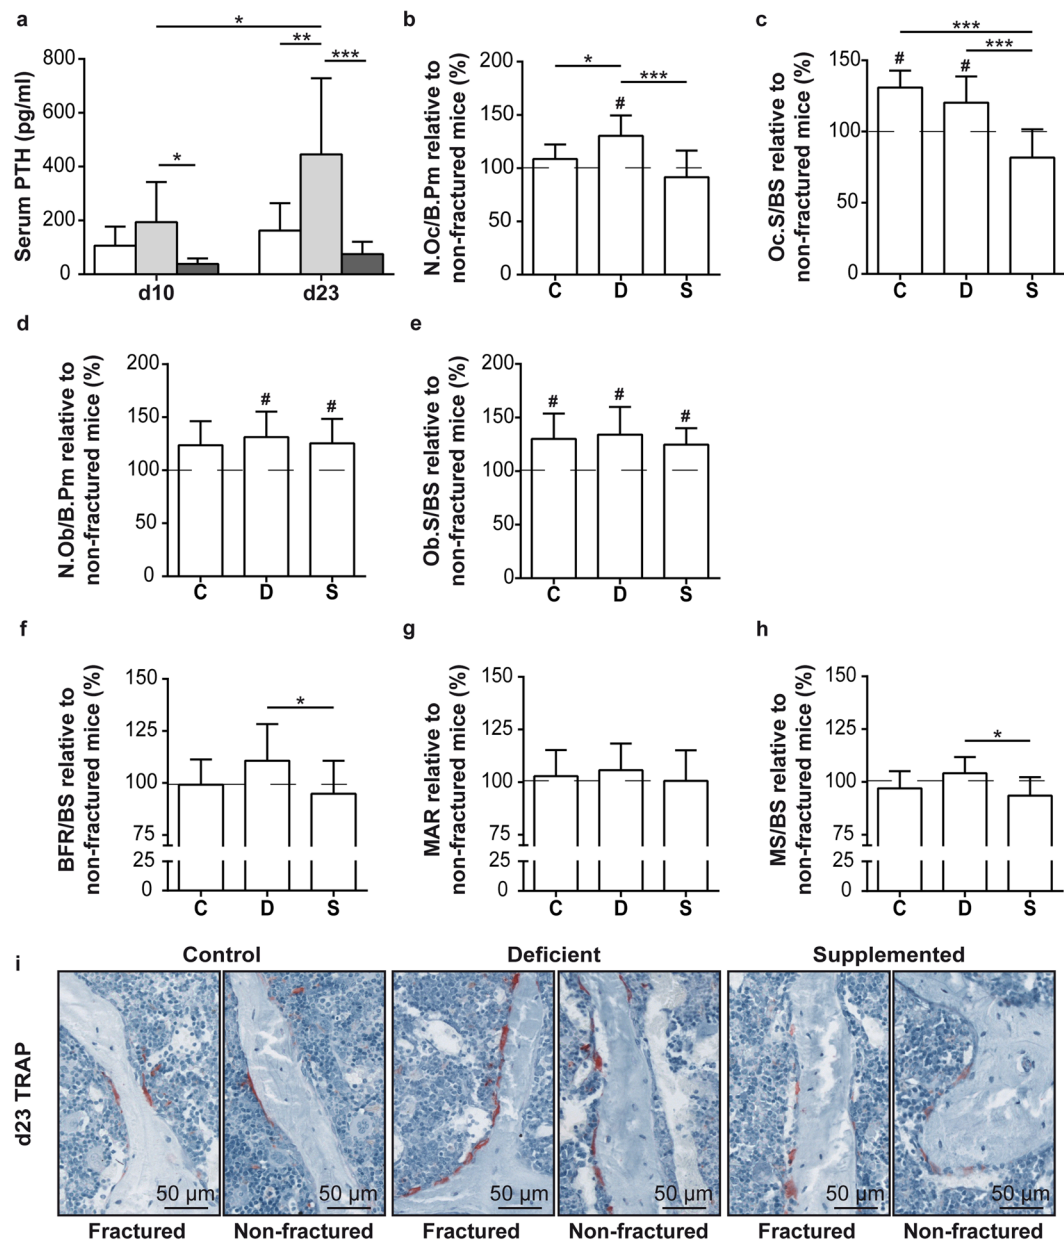 a
*
**
***
*
Serum PTH (pg/ml)
800
600
400
200
0
d10
d23
b
*
***
#
N.Oc/B.Pm relative to
non-fractured mice (%)
200
150
100
50
0
C D S
c
***
***
#
#
Oc.S/BS relative to
non-fractured mice (%)
150
100
50
0
C D S
d
#
#
N.Ob/B.Pm relative to
non-fractured mice (%)
200
150
100
50
0
C D S
e
#
#
#
Ob.S/BS relative to
non-fractured mice (%)
200
150
100
50
0
C D S
f
*
BFR/BS relative to
non-fractured mice (%)
150
125
100
75
25
0
C D S
g
MAR relative to
non-fractured mice (%)
150
125
100
75
25
0
C D S
h
*
MS/BS relative to
non-fractured mice (%)
150
125
100
75
25
0
C D S
i
Control Deficient Supplemented
d23 TRAP
50 µm 50 µm 50 µm 50 µm 50 µm 50 µm
Fractured Non-fractured Fractured Non-fractured Fractured Non-fractured